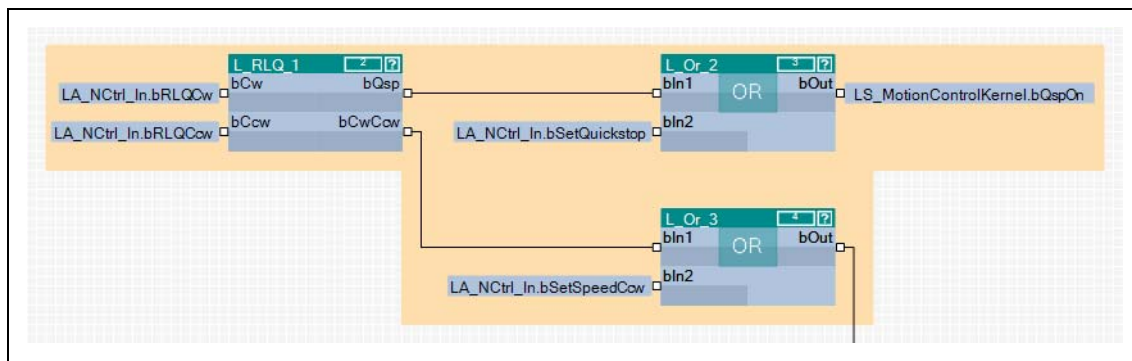 L_RLQ_1 2 ?
LA_NCtrl_In.bRLQCw bCw bQsp
LA_NCtrl_In.bRLQCcw bCcw bCwCcw
L_Or_2 3 ?
bIn1 OR bOut LS_MotionControlKernel.bQspOn
LA_NCtrl_In.bSetQuickstop bIn2
L_Or_3 4 ?
bIn1 OR bOut
LA_NCtrl_In.bSetSpeedCcw bIn2